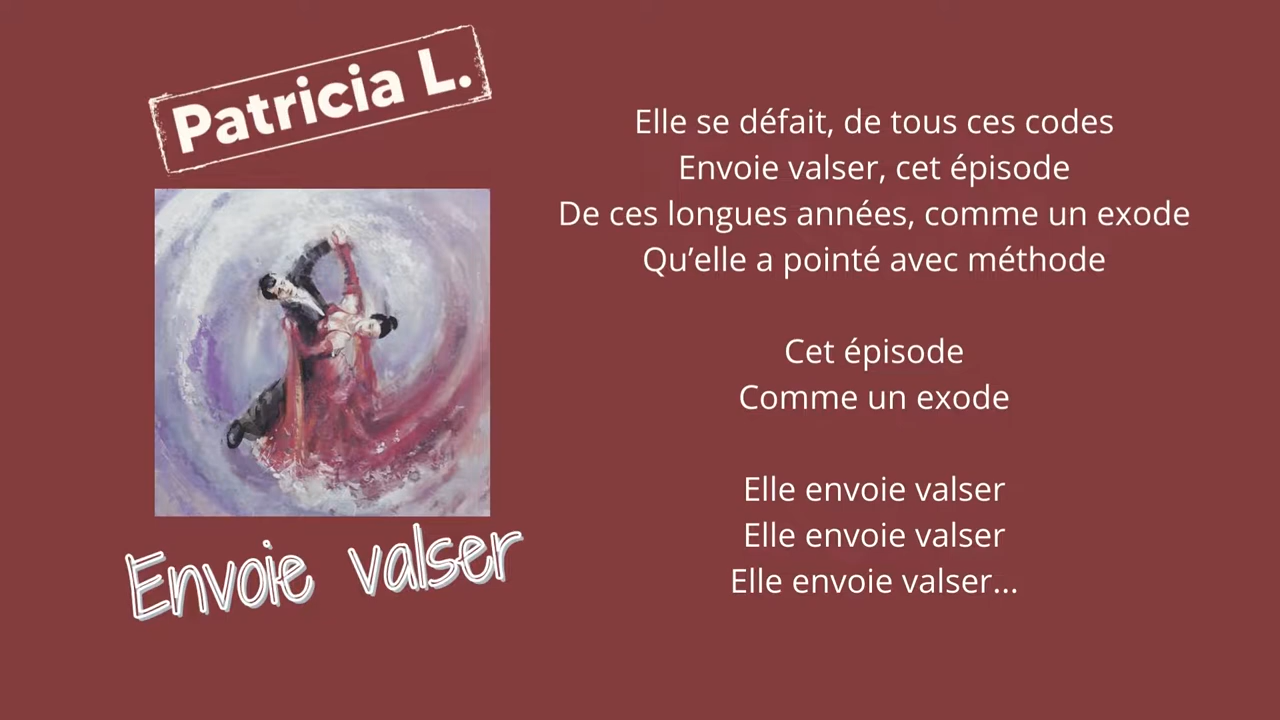 Patricia L.
Envoie valser
Elle se défait, de tous ces codes
Envoie valser, cet épisode
De ces longues années, comme un exode
Qu’elle a pointé avec méthode
Cet épisode
Comme un exode
Elle envoie valser
Elle envoie valser
Elle envoie valser...